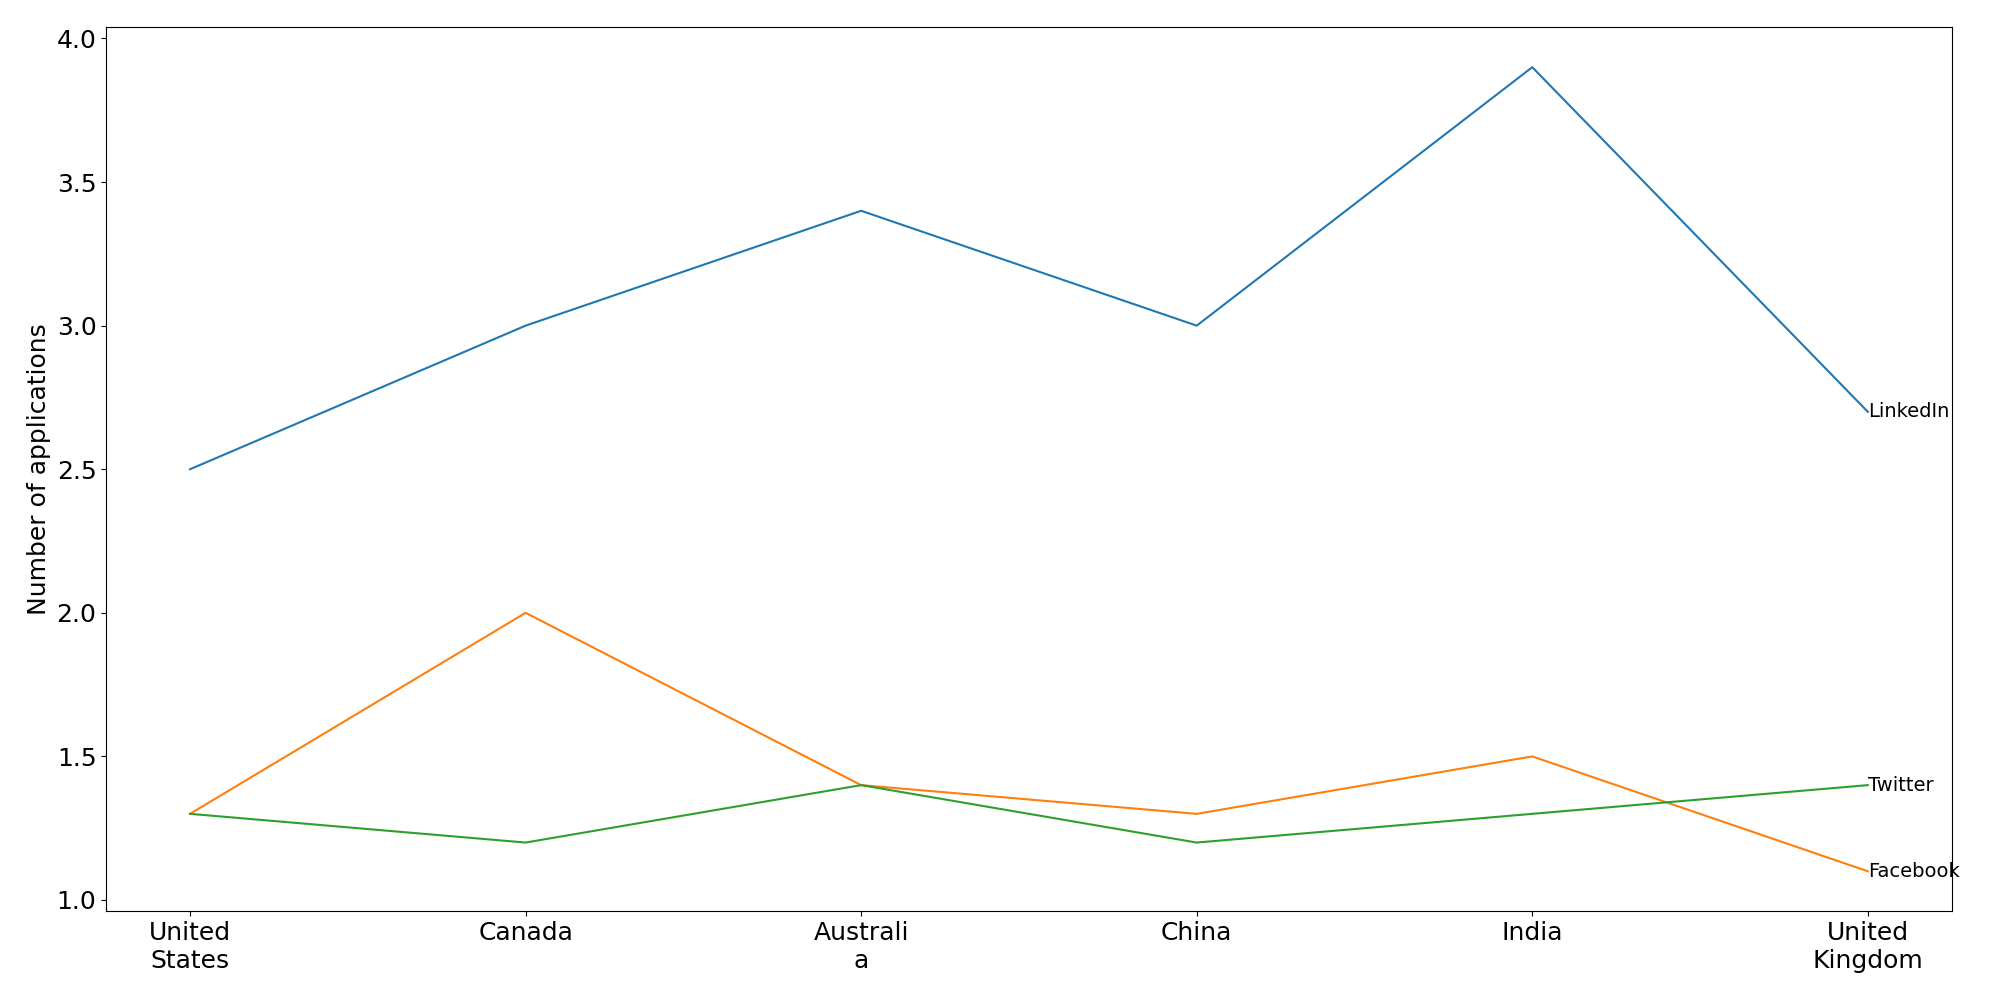 4.0
3.5
3.0
2.5
2.0
1.5
1.0
Number of applications
LinkedIn
Twitter
Facebook
United
States
Canada
Australi
a
China
India
United
Kingdom